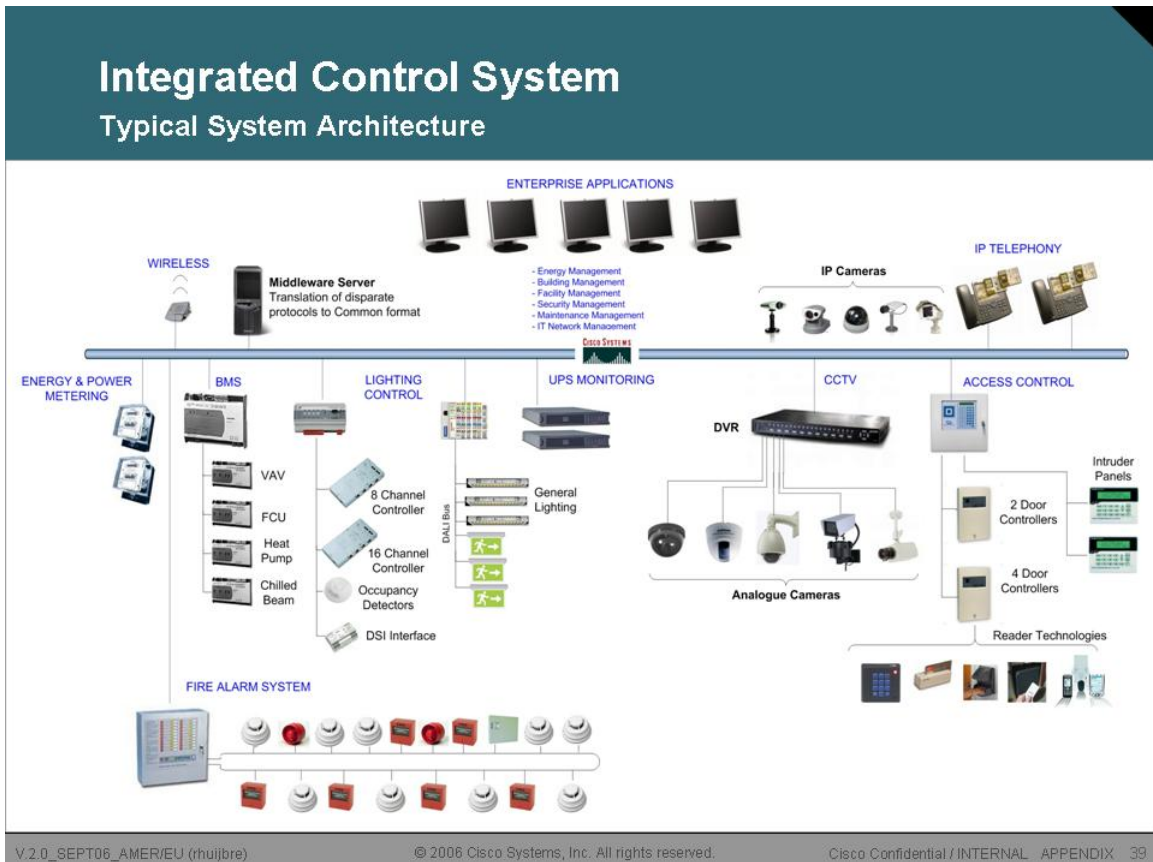 Integrated Control System
Typical System Architecture
ENTERPRISE APPLICATIONS
WIRELESS
Middleware Server
Translation of disparate
protocols to Common format
- Energy Management
- Building Management
- Facility Management
- Security Management
- Maintenance Management
- IT Network Management
IP Cameras
IP TELEPHONY
CISCO SYSTEMS
ENERGY & POWER
METERING
BMS
LIGHTING
CONTROL
UPS MONITORING
CCTV
ACCESS CONTROL
DVR
VAV
FCU
Heat
Pump
Chilled
Beam
8 Channel
Controller
16 Channel
Controller
Occupancy
Detectors
DSI Interface
DALI Bus
General
Lighting
Analogue Cameras
Intruder
Panels
2 Door
Controllers
4 Door
Controllers
Reader Technologies
FIRE ALARM SYSTEM
V.2.0_SEPT06_AMER/EU (rhuijbre)
© 2006 Cisco Systems, Inc. All rights reserved.
Cisco Confidential / INTERNAL APPENDIX 39